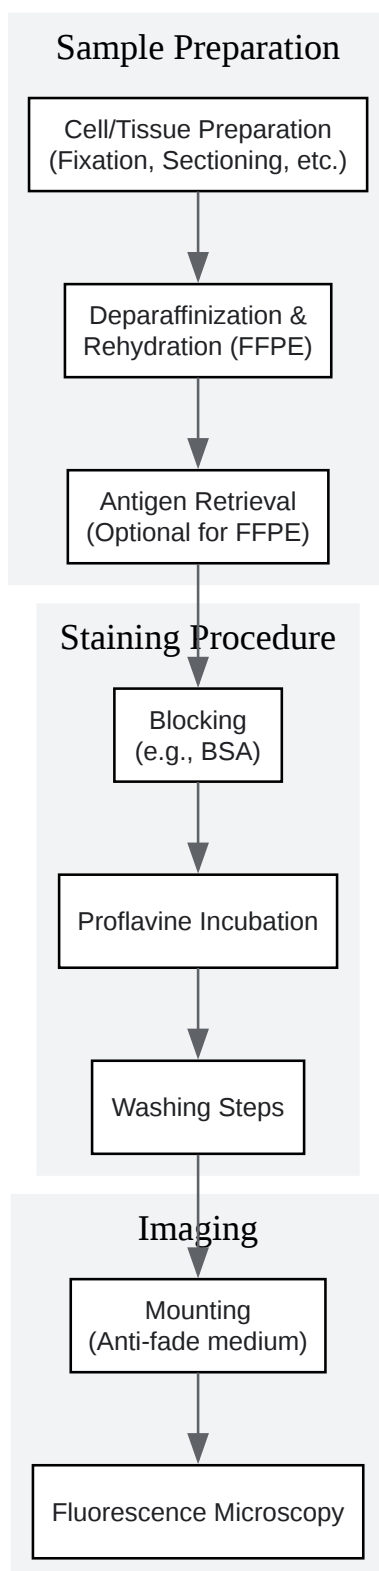 Sample Preparation
Cell/Tissue Preparation
(Fixation, Sectioning, etc.)
Deparaffinization &
Rehydration (FFPE)
Antigen Retrieval
(Optional for FFPE)
Staining Procedure
Blocking
(e.g., BSA)
Proflavine Incubation
Washing Steps
Imaging
Mounting
(Anti-fade medium)
Fluorescence Microscopy